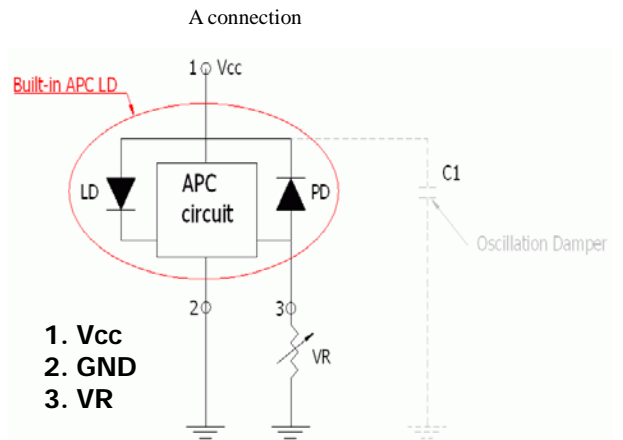 A connection
1 Vcc
Built-in APC LD
LD
APC
circuit
PD
C1
Oscillation Damper
2
3
VR
1. Vcc
2. GND
3. VR